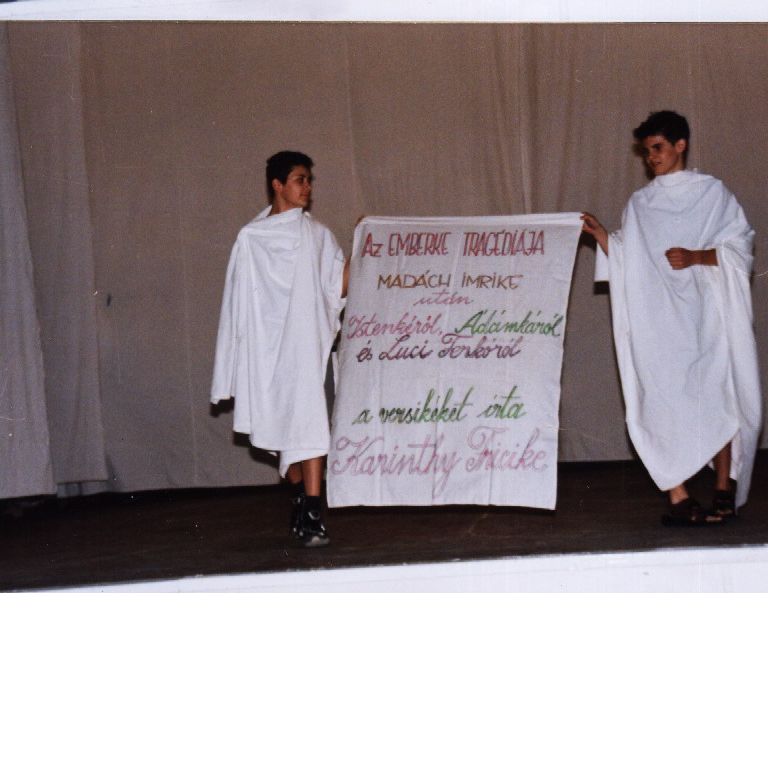 Az EMBERKE TRAGÉDIÁJA
MADÁCH IMRIKE
után
Istenkéről, Ádámkáról
és Luci Ferkóról
a versikéket írta
Karinthy Fricike